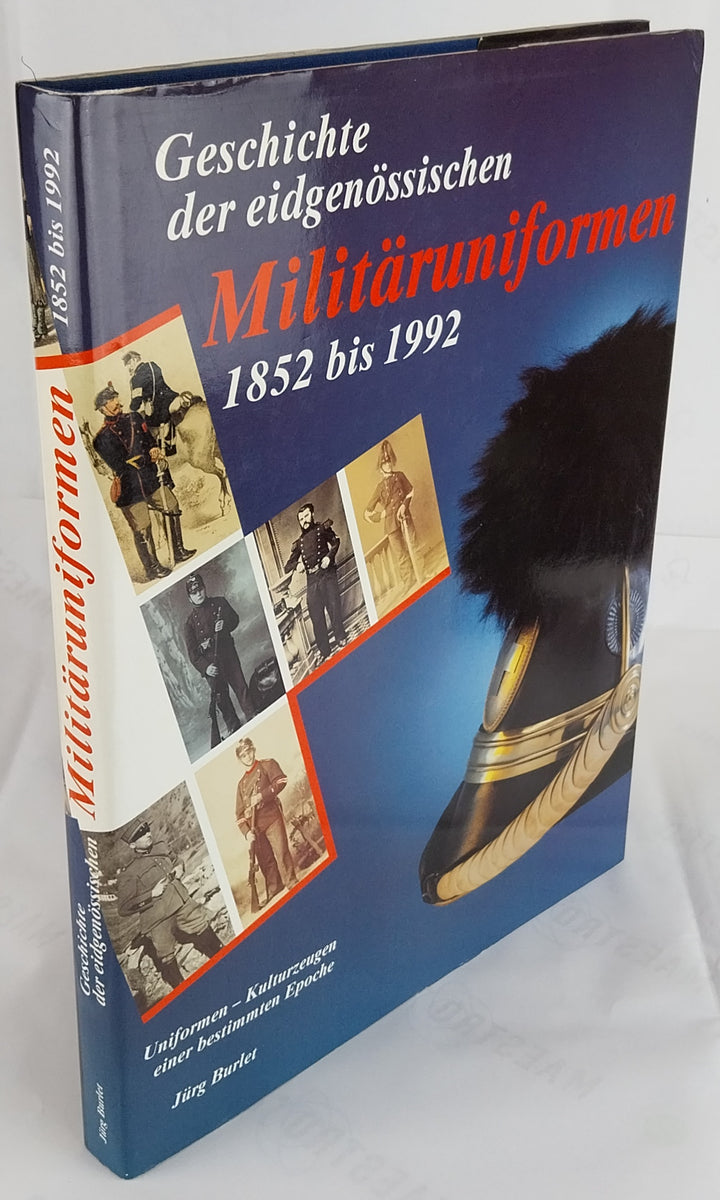 Geschichte
der eidgenössischen
Militäruniformen
1852 bis 1992
Uniformen – Kulturzeugen
einer bestimmten Epoche
Jürg Burlet
1852 bis 1992
Militäruniformen
Geschichte
der eidgenössischen
Jürg Burlet
MAESTRO